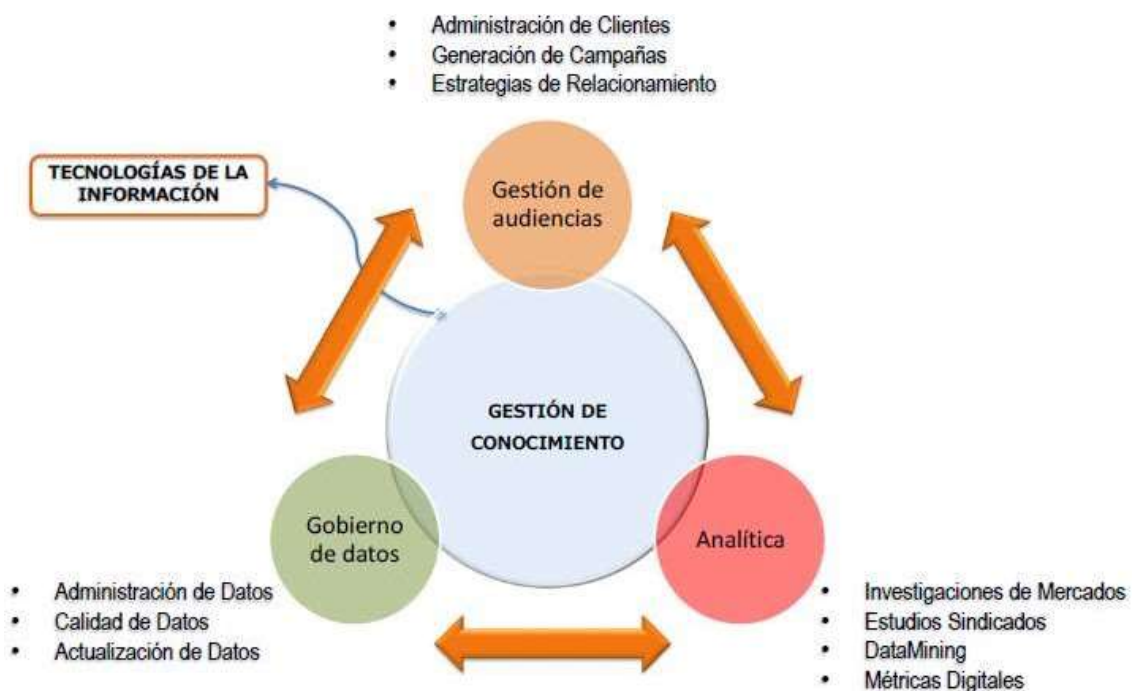 • Administración de Clientes
• Generación de Campañas
• Estrategias de Relacionamiento
TECNOLOGÍAS DE LA
INFORMACIÓN
Gestión de
audiencias
GESTIÓN DE
CONOCIMIENTO
Gobierno
de datos
Analítica
• Administración de Datos
• Calidad de Datos
• Actualización de Datos
• Investigaciones de Mercados
• Estudios Sindicados
• DataMining
• Métricas Digitales